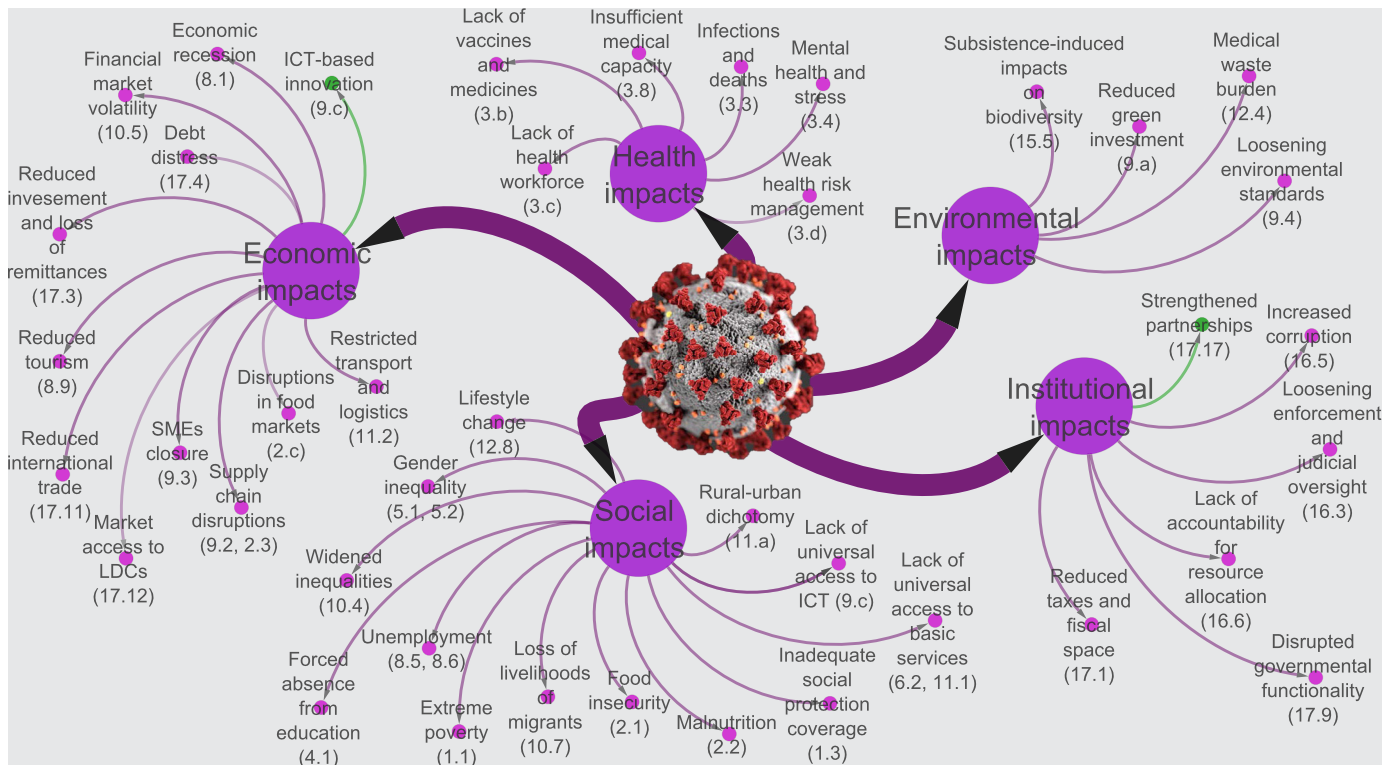 Economic
recession
(8.1)
ICT-based
innovation
(9.c)
Financial
market
volatility
(10.5)
Debt
distress
(17.4)
Reduced
invesement
and loss
of
remittances
(17.3)
Economic
impacts
Reduced
tourism
(8.9)
Restricted
transport
and
logistics
(11.2)
Disruptions
in food
markets
(2.c)
SMEs
closure
(9.3)
Reduced
international
trade
(17.11)
Supply
chain
disruptions
(9.2, 2.3)
Market
access to
LDCs
(17.12)
Lack of
vaccines
and
medicines
(3.b)
Insufficient
medical
capacity
(3.8)
Infections
and
deaths
(3.3)
Mental
health and
stress
(3.4)
Lack of
health
workforce
(3.c)
Health
impacts
Weak
health risk
management
(3.d)
Subsistence-induced
impacts
on
biodiversity
(15.5)
Reduced
green
investment
(9.a)
Medical
waste
burden
(12.4)
Loosening
environmental
standards
(9.4)
Environmental
impacts
Strengthened
partnerships
(17.17)
Increased
corruption
(16.5)
Institutional
impacts
Loosening
enforcement
and
judicial
oversight
(16.3)
Lack of
accountability
for
resource
allocation
(16.6)
Reduced
taxes and
fiscal
space
(17.1)
Disrupted
governmental
functionality
(17.9)
Lifestyle
change
(12.8)
Gender
inequality
(5.1, 5.2)
Social
impacts
Rural-urban
dichotomy
(11.a)
Lack of
universal
access to
ICT (9.c)
Lack of
universal
access to
basic
services
(6.2, 11.1)
Widened
inequalities
(10.4)
Unemployment
(8.5, 8.6)
Forced
absence
from
education
(4.1)
Extreme
poverty
(1.1)
Loss of
livelihoods
of
migrants
(10.7)
Food
insecurity
(2.1)
Malnutrition
(2.2)
Inadequate
social
protection
coverage
(1.3)